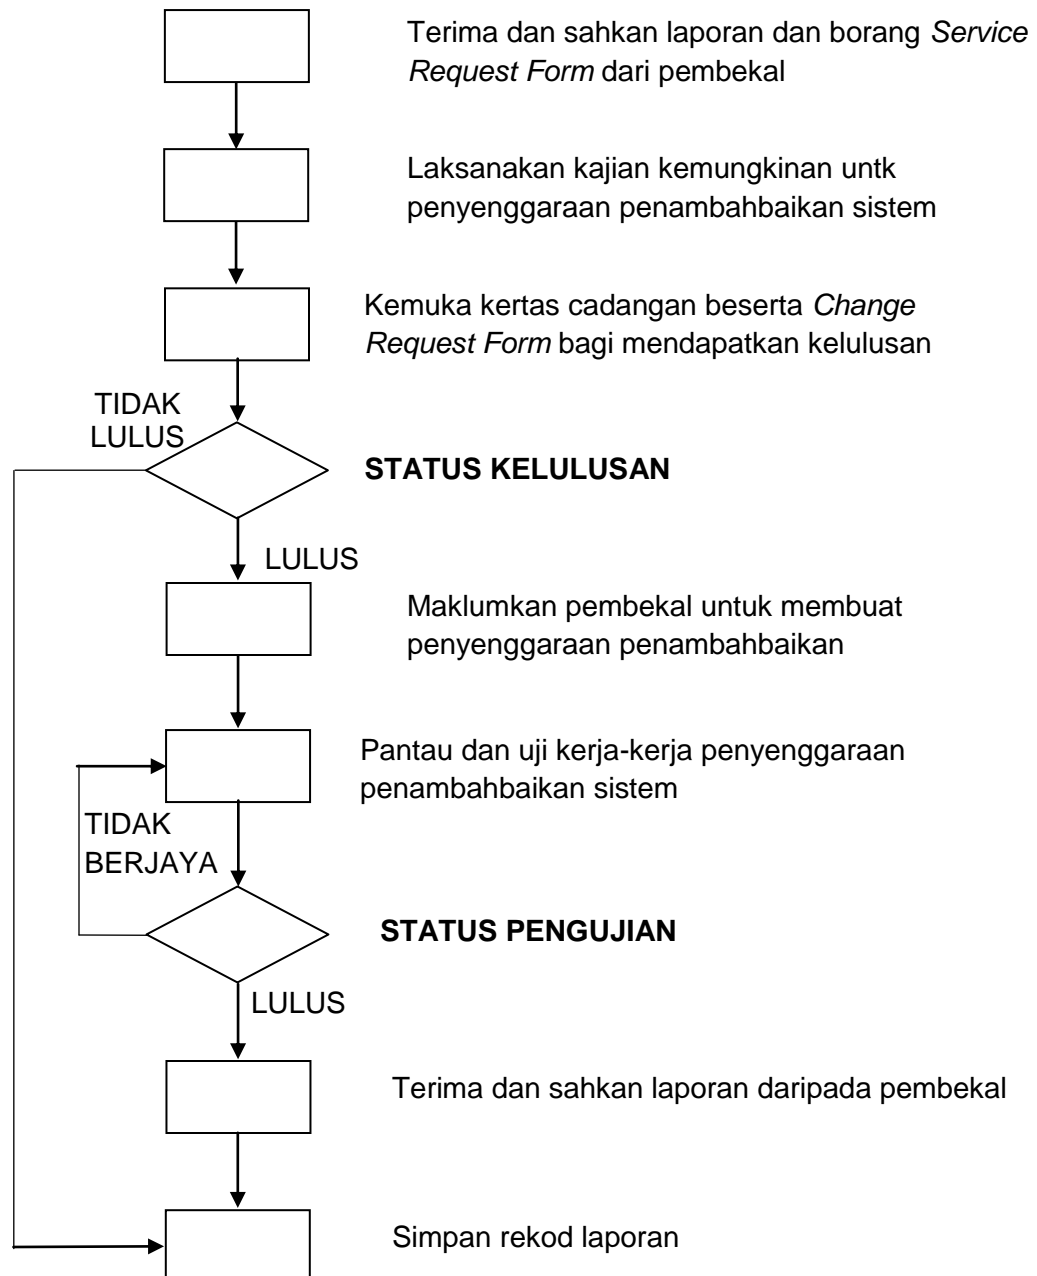 Terima dan sahkan laporan dan borang Service
Request Form dari pembekal
Laksanakan kajian kemungkinan untk
penyenggaraan penambahbaikan sistem
Kemuka kertas cadangan beserta Change
Request Form bagi mendapatkan kelulusan
TIDAK
LULUS
STATUS KELULUSAN
LULUS
Maklumkan pembekal untuk membuat
penyenggaraan penambahbaikan
Pantau dan uji kerja-kerja penyenggaraan
penambahbaikan sistem
TIDAK
BERJAYA
STATUS PENGUJIAN
LULUS
Terima dan sahkan laporan daripada pembekal
Simpan rekod laporan